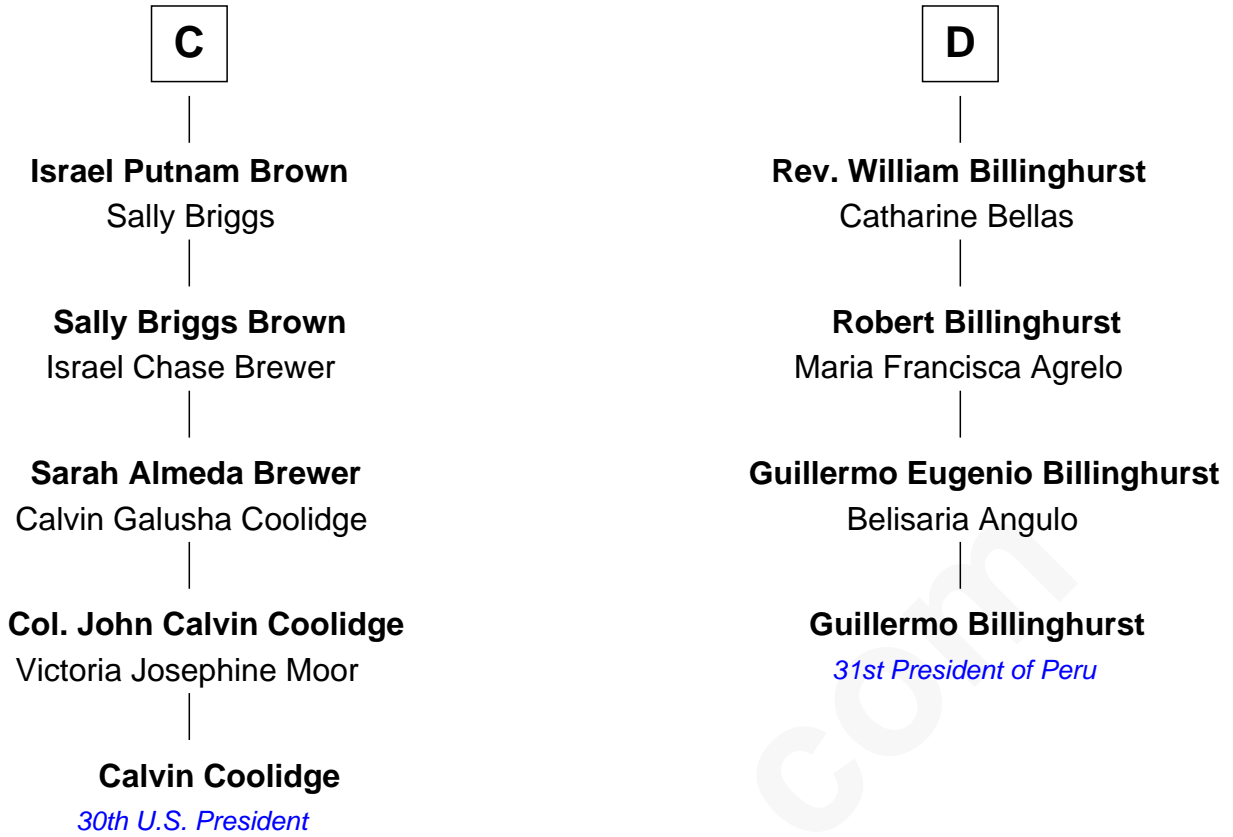 C
Israel Putnam Brown
Sally Briggs
Sally Briggs Brown
Israel Chase Brewer
Sarah Almeda Brewer
Calvin Galusha Coolidge
Col. John Calvin Coolidge
Victoria Josephine Moor
Calvin Coolidge
30th U.S. President
D
Rev. William Billinghurst
Catharine Bellas
Robert Billinghurst
Maria Francisca Agrelo
Guillermo Eugenio Billinghurst
Belisaria Angulo
Guillermo Billinghurst
31st President of Peru
com